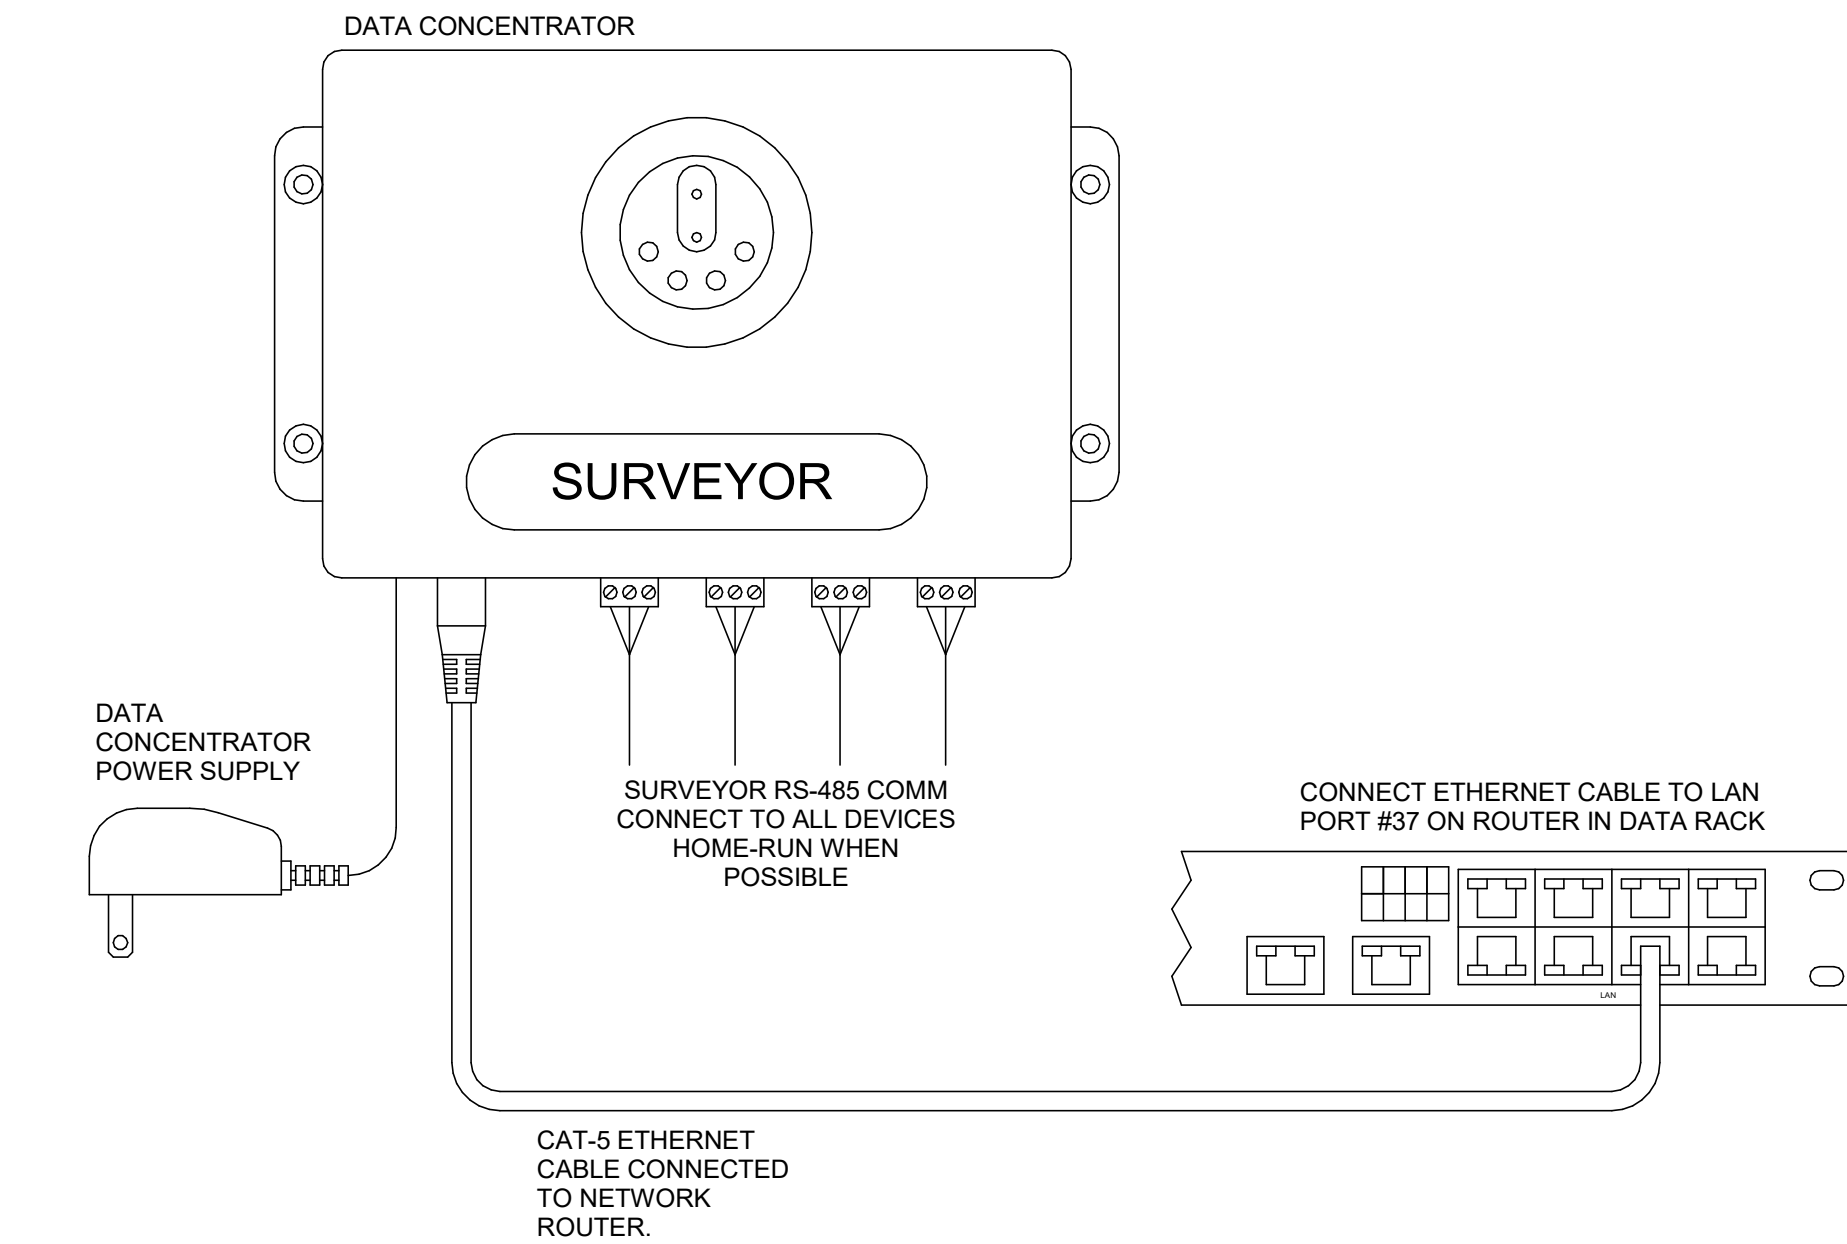 DATA CONCENTRATOR
SURVEYOR
DATA
CONCENTRATOR
POWER SUPPLY
SURVEYOR RS-485 COMM
CONNECT TO ALL DEVICES
HOME-RUN WHEN
POSSIBLE
CONNECT ETHERNET CABLE TO LAN
PORT #37 ON ROUTER IN DATA RACK
LAN
CAT-5 ETHERNET
CABLE CONNECTED
TO NETWORK
ROUTER.